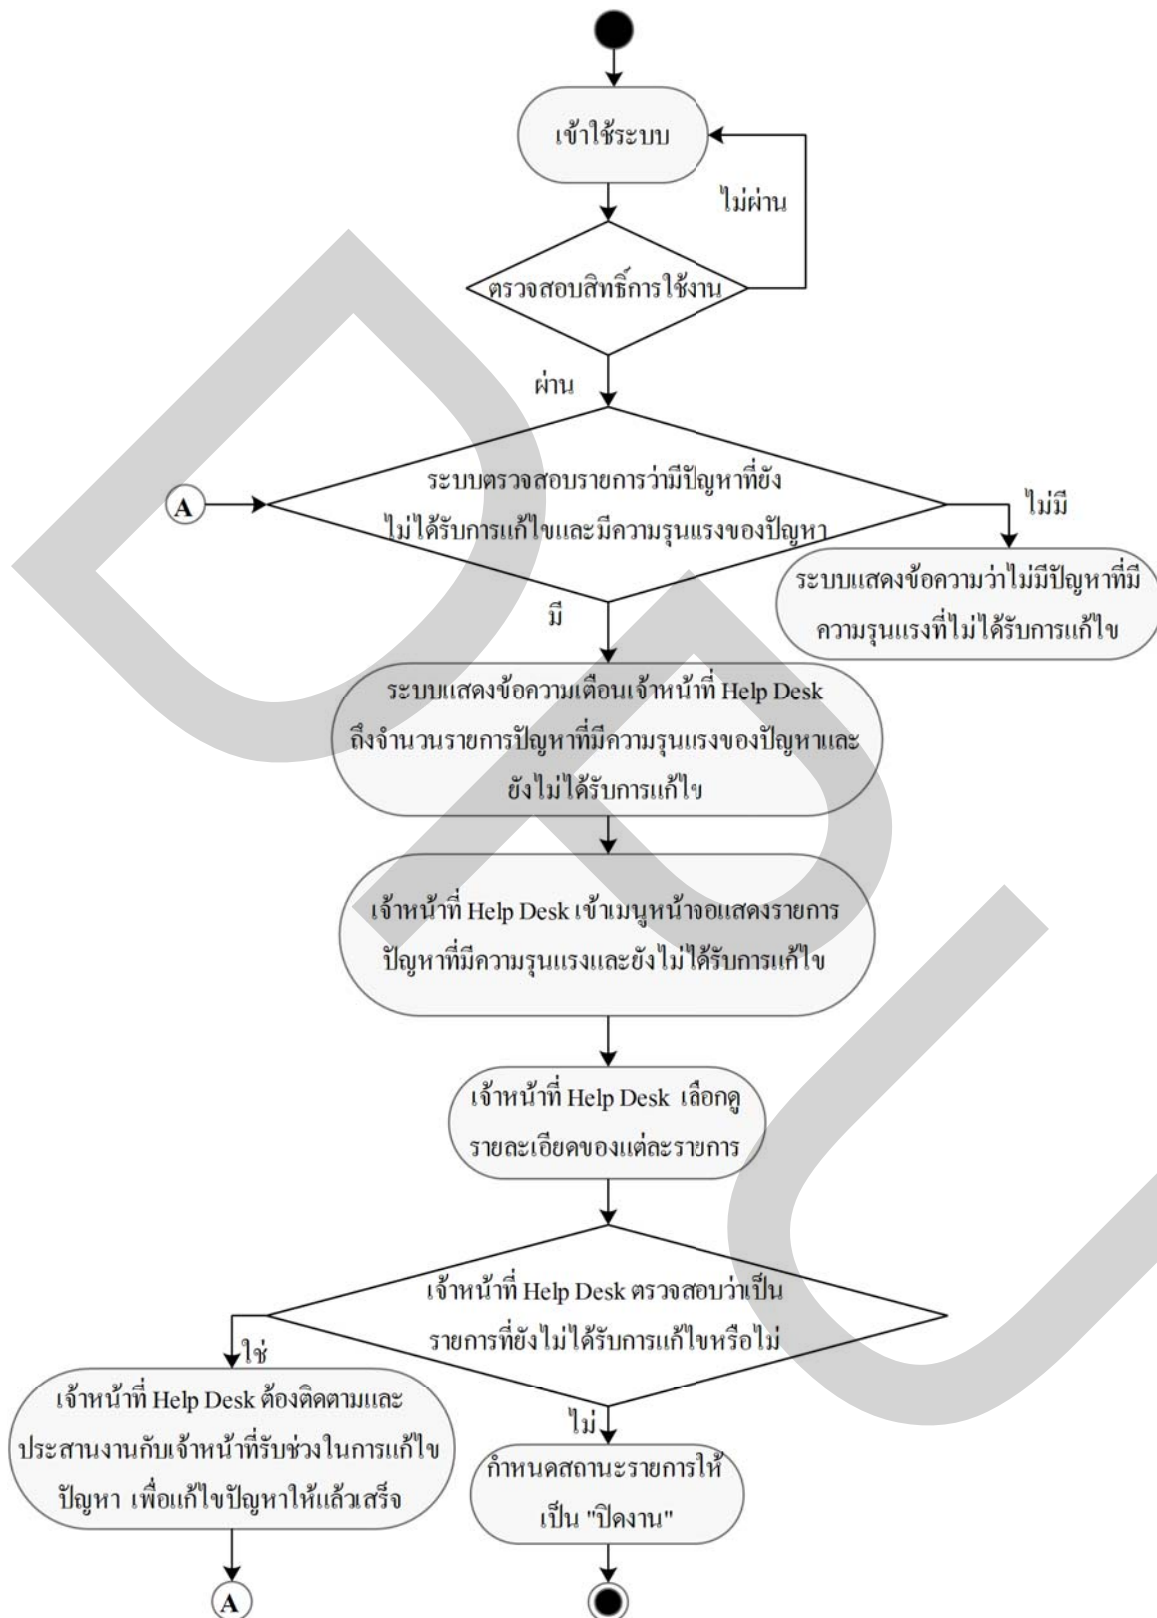 เข้าใช้ระบบ
ไม่ผ่าน
ตรวจสอบสิทธิ์การใช้งาน
ผ่าน
ระบบตรวจสอบรายการว่ามีปัญหาที่ยัง
ไม่ได้รับการแก้ไขและมีความรุนแรงของปัญหา
A
ไม่มี
ระบบแสดงข้อความว่าไม่มีปัญหาที่มี
ความรุนแรงที่ไม่ได้รับการแก้ไข
มี
ระบบแสดงข้อความเตือนเจ้าหน้าที่ Help Desk
ถึงจำนวนรายการปัญหาที่มีความรุนแรงของปัญหาและ
ยังไม่ได้รับการแก้ไข
เจ้าหน้าที่ Help Desk เข้าเมนูหน้าจอแสดงรายการ
ปัญหาที่มีความรุนแรงและยังไม่ได้รับการแก้ไข
เจ้าหน้าที่ Help Desk เลือกดู
รายละเอียดของแต่ละรายการ
เจ้าหน้าที่ Help Desk ตรวจสอบว่าเป็น
รายการที่ยังไม่ได้รับการแก้ไขหรือไม่
ใช่
เจ้าหน้าที่ Help Desk ต้องติดตามและ
ประสานงานกับเจ้าหน้าที่รับช่วงในการแก้ไข
ปัญหา เพื่อแก้ไขปัญหาให้แล้วเสร็จ
ไม่
กำหนดสถานะรายการให้
เป็น "ปิดงาน"
A
DPU